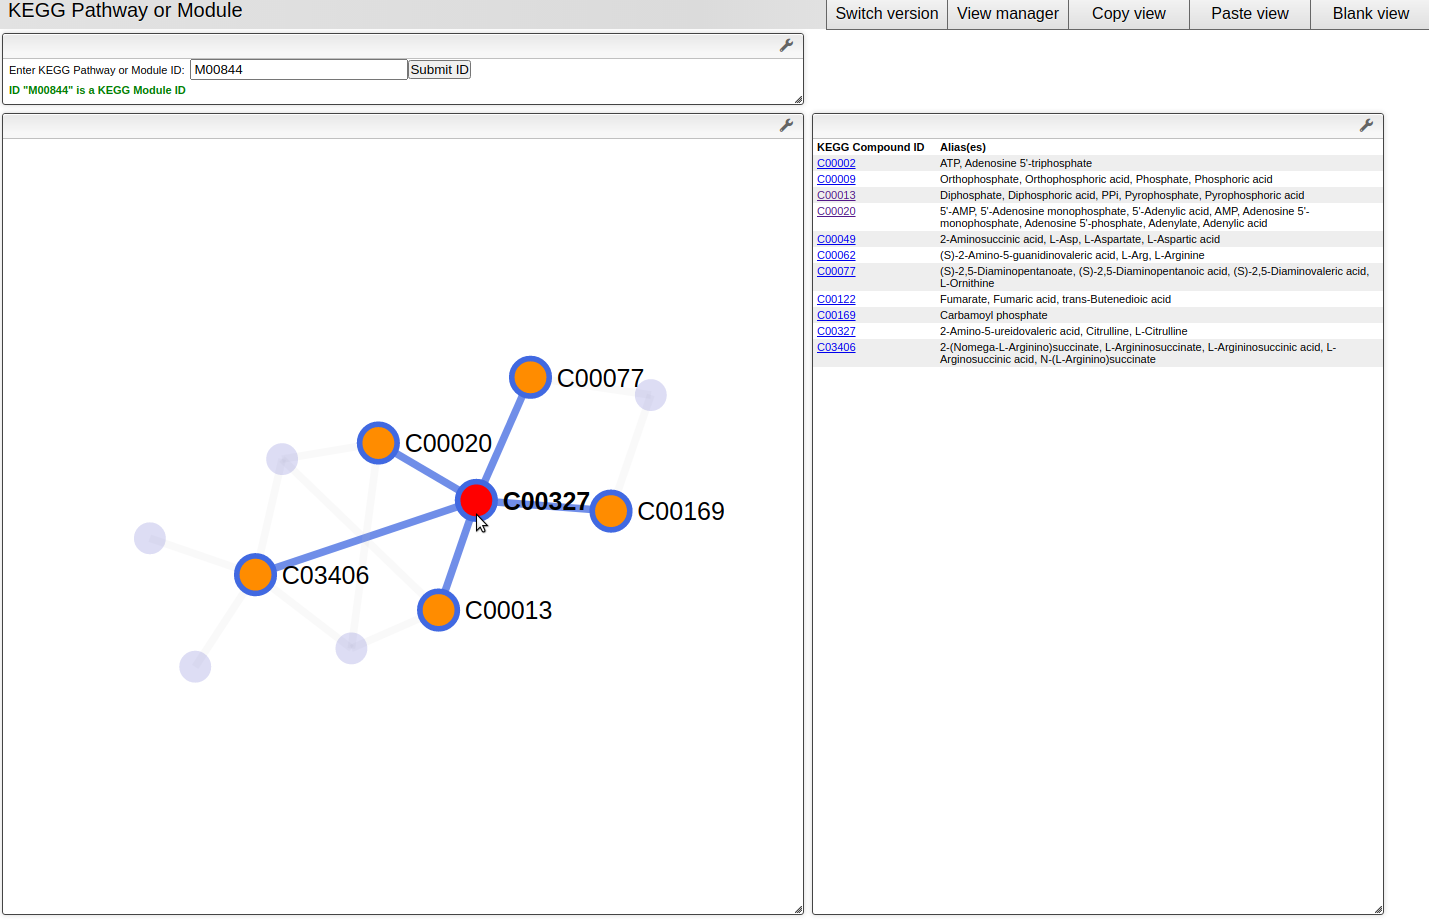 KEGG Pathway or Module
Switch version
View manager
Copy view
Paste view
Blank view
Enter KEGG Pathway or Module ID: M00844 Submit ID
ID "M00844" is a KEGG Module ID
C00077
C00020
C00327
C00169
C03406
C00013
KEGG Compound ID Alias(es)
C00002 ATP, Adenosine 5'-triphosphate
C00009 Orthophosphate, Orthophosphoric acid, Phosphate, Phosphoric acid
C00013 Diphosphate, Diphosphoric acid, PPi, Pyrophosphate, Pyrophosphoric acid
C00020 5'-AMP, 5'-Adenosine monophosphate, 5'-Adenylic acid, AMP, Adenosine 5'-
monophosphate, Adenosine 5'-phosphate, Adenylate, Adenylic acid
C00049 2-Aminosuccinic acid, L-Asp, L-Aspartate, L-Aspartic acid
C00062 (S)-2-Amino-5-guanidinovaleric acid, L-Arg, L-Arginine
C00077 (S)-2,5-Diaminopentanoate, (S)-2,5-Diaminopentanoic acid, (S)-2,5-Diaminovaleric acid,
L-Ornithine
C00122 Fumarate, Fumaric acid, trans-Butenedioic acid
C00169 Carbamoyl phosphate
C00327 2-Amino-5-ureidovaleric acid, Citrulline, L-Citrulline
C03406 2-(Nomega-L-Arginino)succinate, L-Argininosuccinate, L-Argininosuccinic acid, L-
Arginosuccinic acid, N-(L-Arginino)succinate